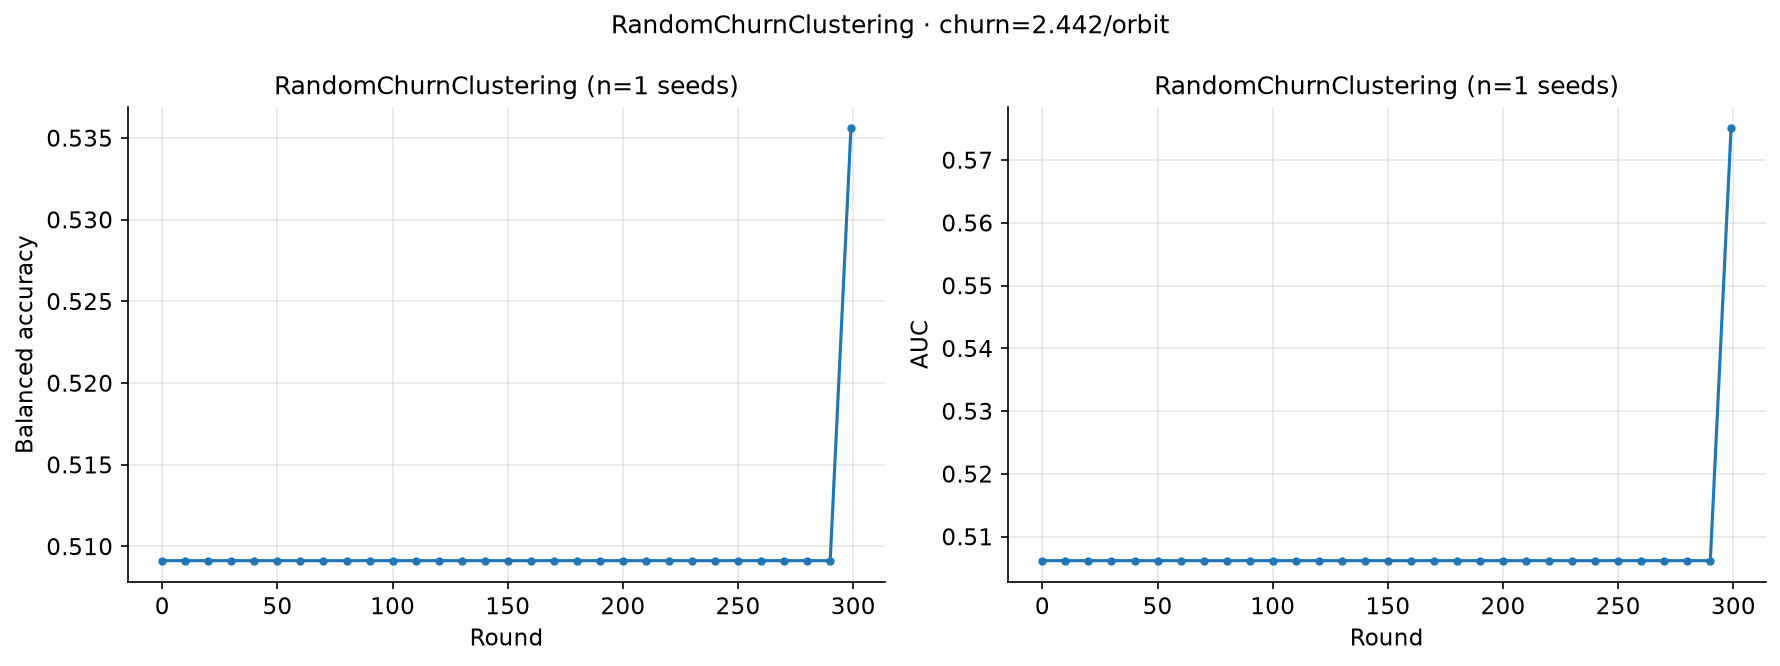 RandomChurnClustering · churn=2.442/orbit
RandomChurnClustering (n=1 seeds)
Balanced accuracy
0.535
0.530
0.525
0.520
0.515
0.510
0 50 100 150 200 250 300
Round
RandomChurnClustering (n=1 seeds)
AUC
0.57
0.56
0.55
0.54
0.53
0.52
0.51
0 50 100 150 200 250 300
Round